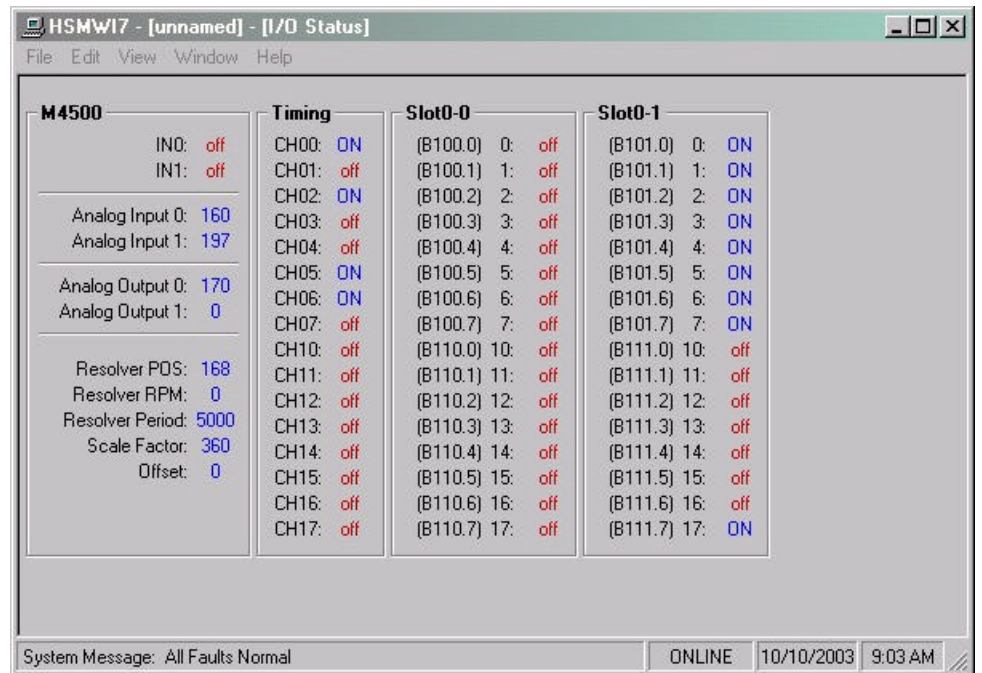 HSMWI7 - [unnamed] - [I/O Status]
File Edit View Window Help
M4500
IN0: off
IN1: off
Analog Input 0: 160
Analog Input 1: 197
Analog Output 0: 170
Analog Output 1: 0
Resolver POS: 168
Resolver RPM: 0
Resolver Period: 5000
Scale Factor: 360
Offset: 0
Timing
CH00: ON
CH01: off
CH02: ON
CH03: off
CH04: off
CH05: ON
CH06: ON
CH07: off
CH10: off
CH11: off
CH12: off
CH13: off
CH14: off
CH15: off
CH16: off
CH17: off
Slot0-0
(B100.0) 0: off
(B100.1) 1: off
(B100.2) 2: off
(B100.3) 3: off
(B100.4) 4: off
(B100.5) 5: off
(B100.6) 6: off
(B100.7) 7: off
(B110.0) 10: off
(B110.1) 11: off
(B110.2) 12: off
(B110.3) 13: off
(B110.4) 14: off
(B110.5) 15: off
(B110.6) 16: off
(B110.7) 17: off
Slot0-1
(B101.0) 0: ON
(B101.1) 1: ON
(B101.2) 2: ON
(B101.3) 3: ON
(B101.4) 4: ON
(B101.5) 5: ON
(B101.6) 6: ON
(B101.7) 7: ON
(B111.0) 10: off
(B111.1) 11: off
(B111.2) 12: off
(B111.3) 13: off
(B111.4) 14: off
(B111.5) 15: off
(B111.6) 16: off
(B111.7) 17: ON
System Message: All Faults Normal
ONLINE
10/10/2003
9:03 AM